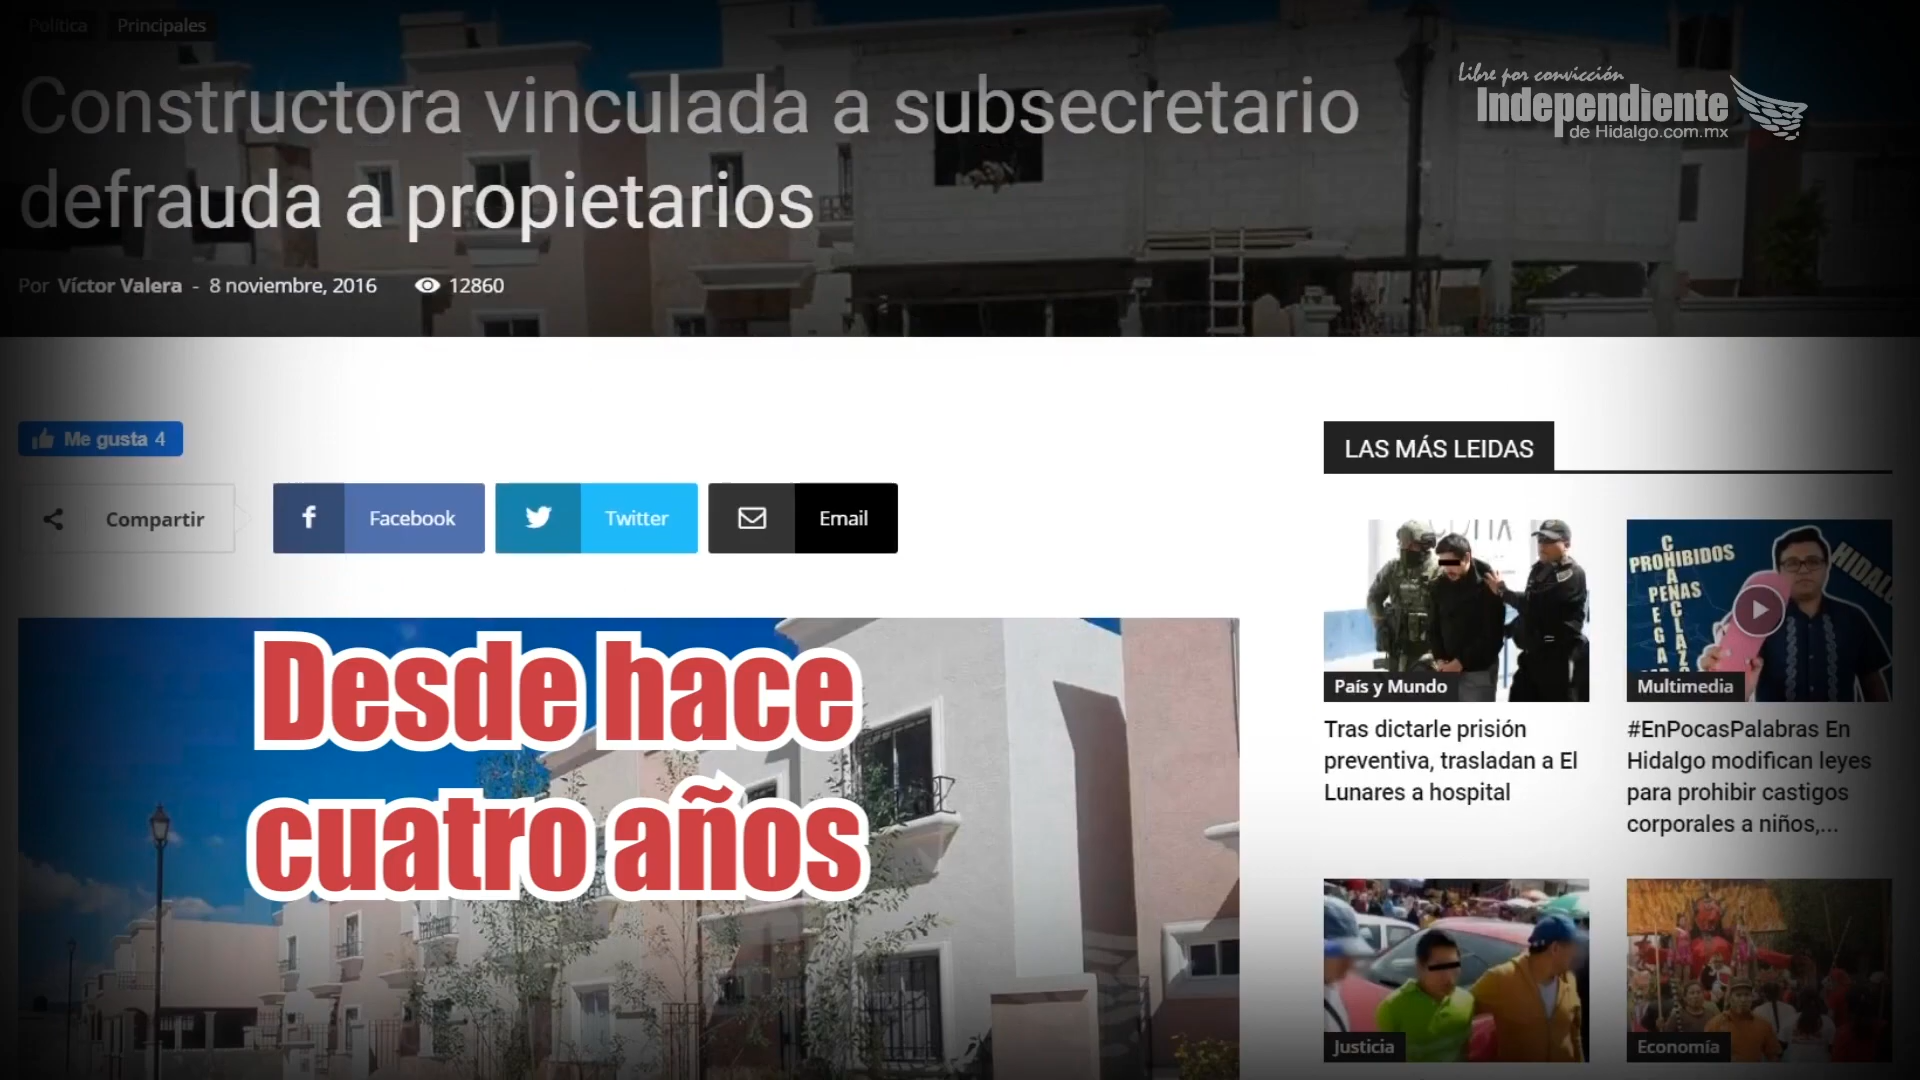 Política Principales
Constructora vinculada a subsecretario
defrauda a propietarios
Por Víctor Valera - 8 noviembre, 2016 12860
Libre por convicción
Independiente
de Hidalgo.com.mx
Me gusta 4
Compartir
Facebook
Twitter
Email
Desde hace
cuatro años
LAS MÁS LEIDAS
País y Mundo
Tras dictarle prisión
preventiva, trasladan a El
Lunares a hospital
PROHIBIDOS
HIDAL
PENAS
Multimedia
#EnPocasPalabras En
Hidalgo modifican leyes
para prohibir castigos
corporales a niños,...
Justicia
Economía